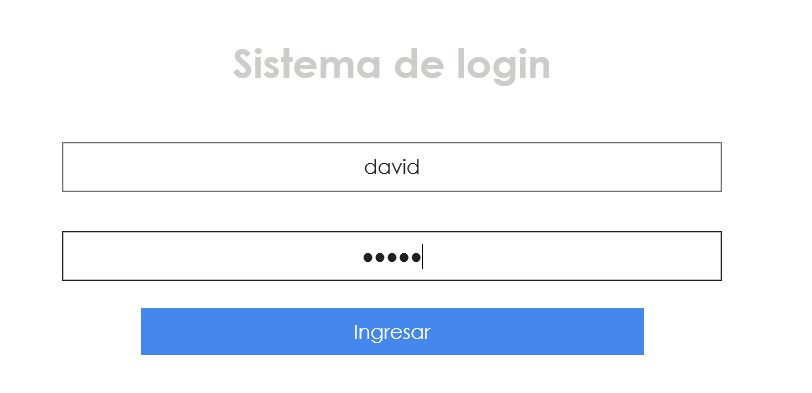 Sistema de login
david
•••••
Ingresar